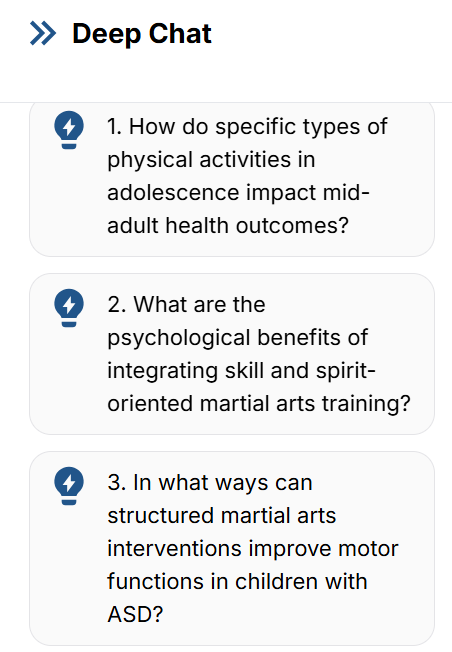 Deep Chat
1. How do specific types of
physical activities in
adolescence impact mid-
adult health outcomes?
2. What are the
psychological benefits of
integrating skill and spirit-
oriented martial arts training?
3. In what ways can
structured martial arts
interventions improve motor
functions in children with
ASD?